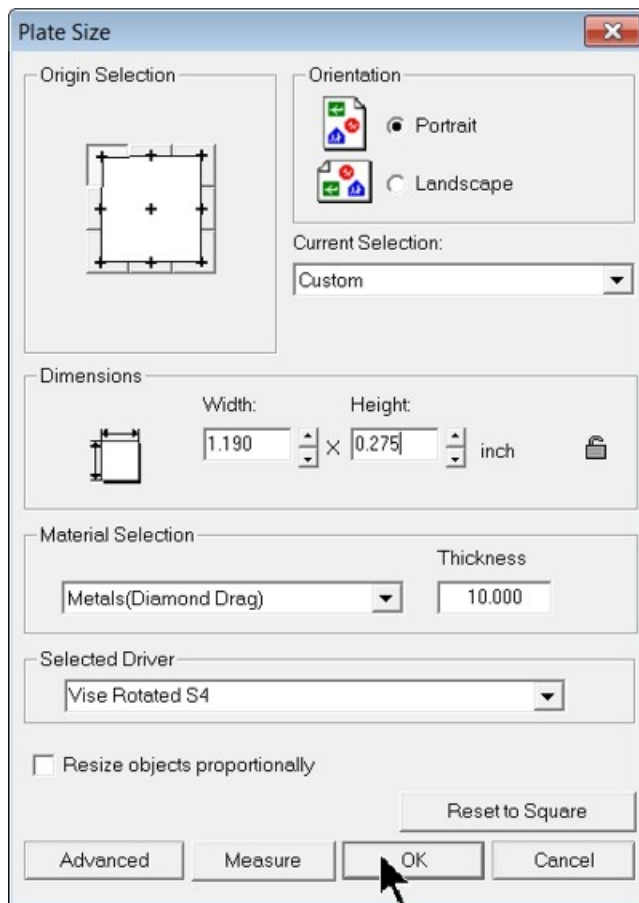 Plate Size
Origin Selection
Orientation
Portrait
Landscape
Current Selection:
Custom
Dimensions
Width: Height:
1.190 X 0.275 inch
Material Selection
Thickness
Metals(Diamond Drag) 10.000
Selected Driver
Vise Rotated S4
Resize objects proportionally
Reset to Square
Advanced Measure OK Cancel